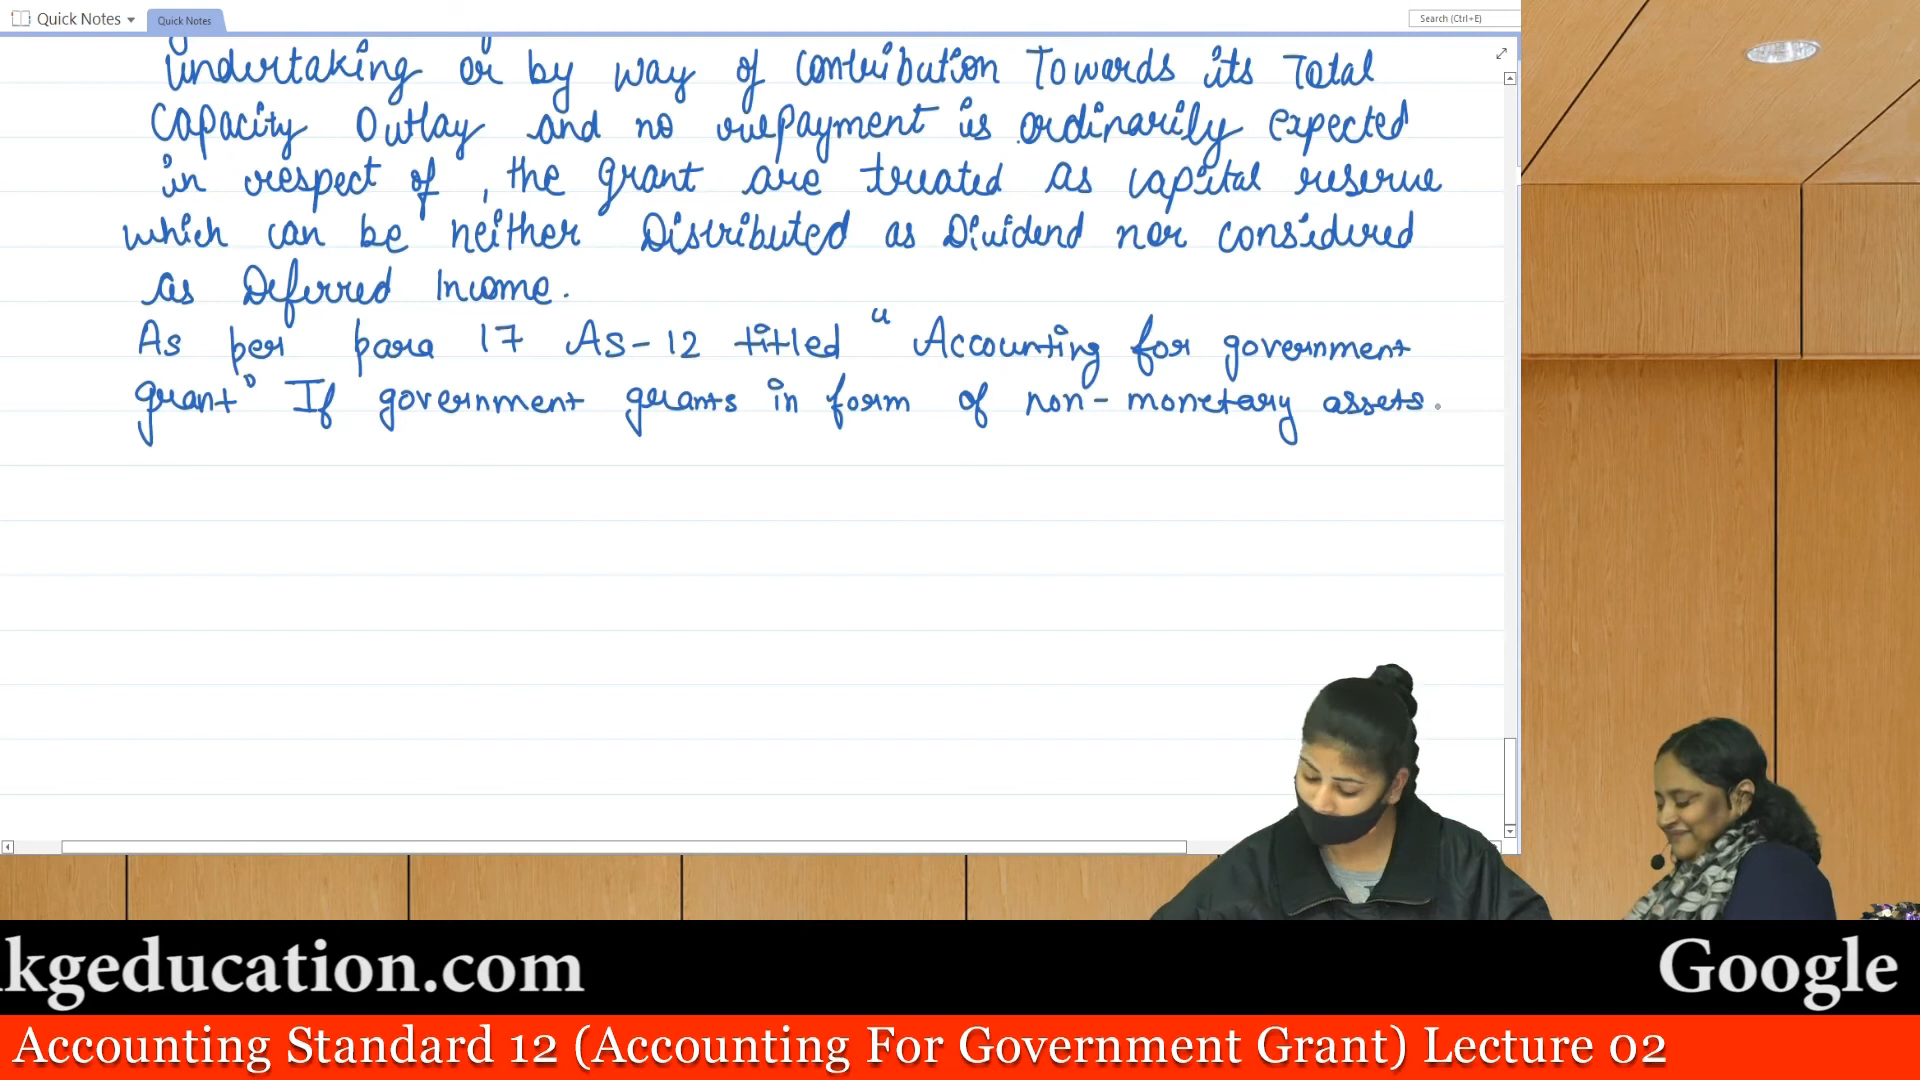 Quick Notes
Quick Notes
Search (Ctrl+E)
undertaking or by way of contribution Towards its Total
Capacity Outlay and no repayment is ordinarily expected
in respect of, the grant are treated as capital reserve
which can be neither Distributed as Dividend nor considered
as Deferred Income.
As per para 17 AS-12 titled " Accounting for government
grant" If government grants in form of non-monetary assets.
kgeducation.com
Google
Accounting Standard 12 (Accounting For Government Grant) Lecture 02